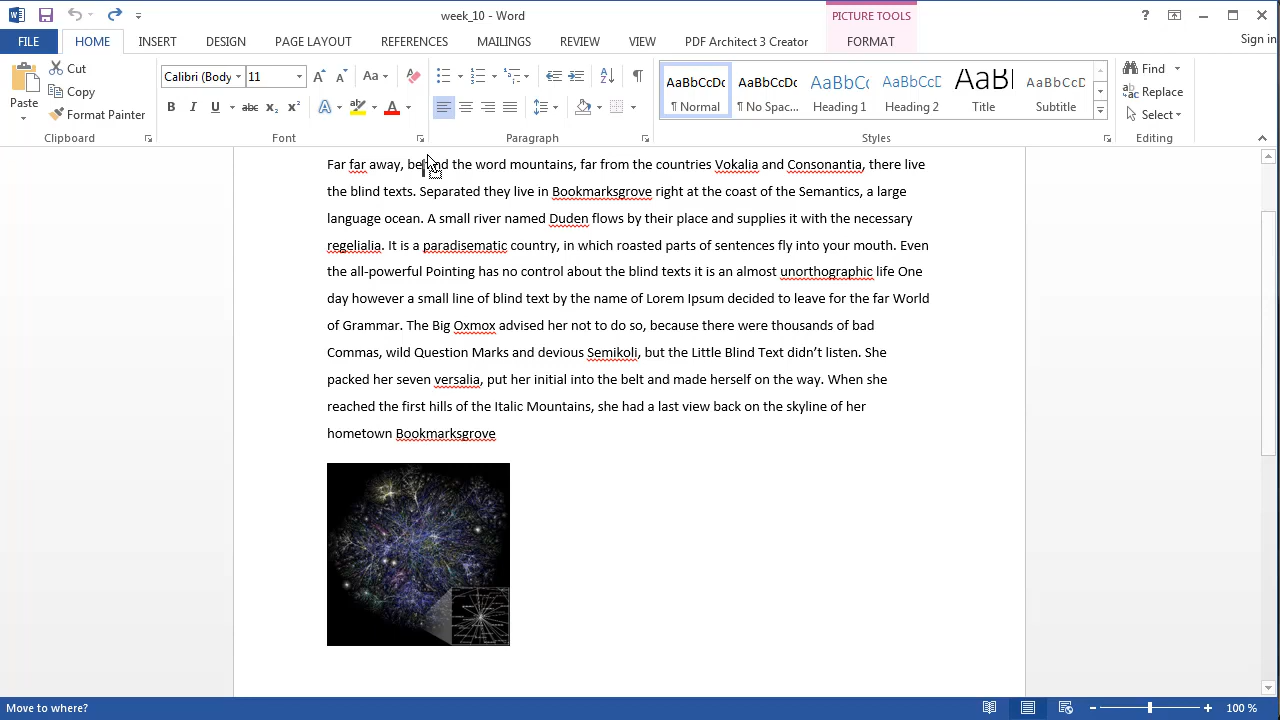 week_10 - Word
PICTURE TOOLS
?
FILE
HOME
INSERT
DESIGN
PAGE LAYOUT
REFERENCES
MAILINGS
REVIEW
VIEW
PDF Architect 3 Creator
FORMAT
Sign in
Paste
Cut
Copy
Format Painter
Clipboard
Calibri (Body
11
Aa
B I U abc x₂ x²
A
A
Font
Paragraph
AaBbCcDc
¶ Normal
AaBbCcDc
¶ No Spac...
AaBbCc
Heading 1
AaBbCcD
Heading 2
AaBl
Title
AaBbCcD
Subtitle
Styles
Find
Replace
Select
Editing
Far far away, behind the word mountains, far from the countries Vokalia and Consonantia, there live
the blind texts. Separated they live in Bookmarksgrove right at the coast of the Semantics, a large
language ocean. A small river named Duden flows by their place and supplies it with the necessary
regelialia. It is a paradisematic country, in which roasted parts of sentences fly into your mouth. Even
the all-powerful Pointing has no control about the blind texts it is an almost unorthographic life One
day however a small line of blind text by the name of Lorem Ipsum decided to leave for the far World
of Grammar. The Big Oxmox advised her not to do so, because there were thousands of bad
Commas, wild Question Marks and devious Semikoli, but the Little Blind Text didn’t listen. She
packed her seven versalia, put her initial into the belt and made herself on the way. When she
reached the first hills of the Italic Mountains, she had a last view back on the skyline of her
hometown Bookmarksgrove
Move to where?
100 %